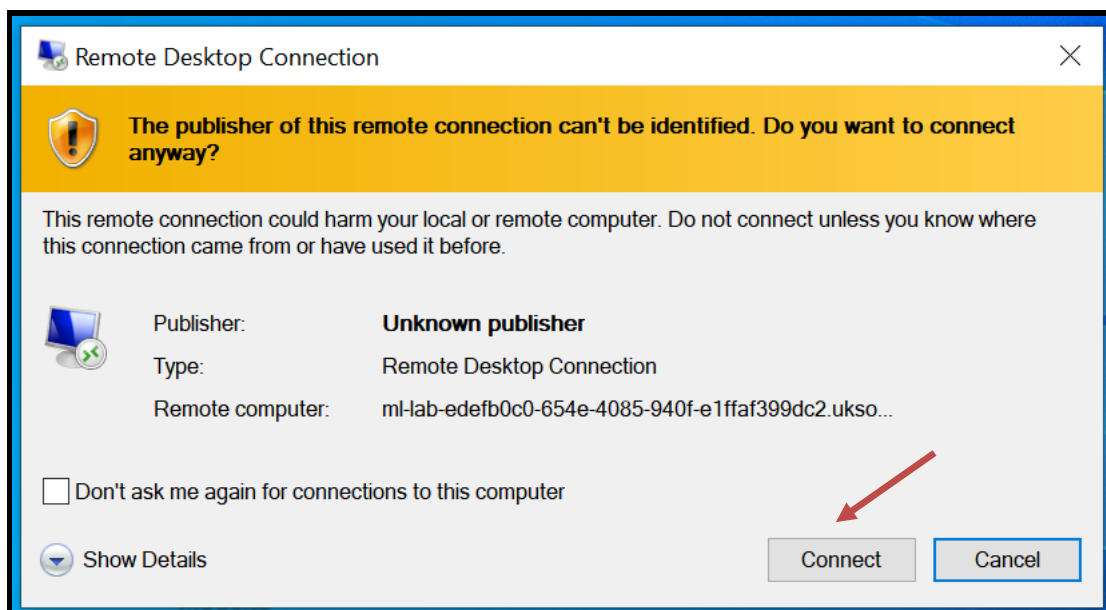 Remote Desktop Connection
The publisher of this remote connection can't be identified. Do you want to connect
anyway?
This remote connection could harm your local or remote computer. Do not connect unless you know where
this connection came from or have used it before.
Publisher: Unknown publisher
Type: Remote Desktop Connection
Remote computer: ml-lab-edefb0c0-654e-4085-940f-e1ffaf399dc2.ukso...
Don't ask me again for connections to this computer
Show Details Connect Cancel